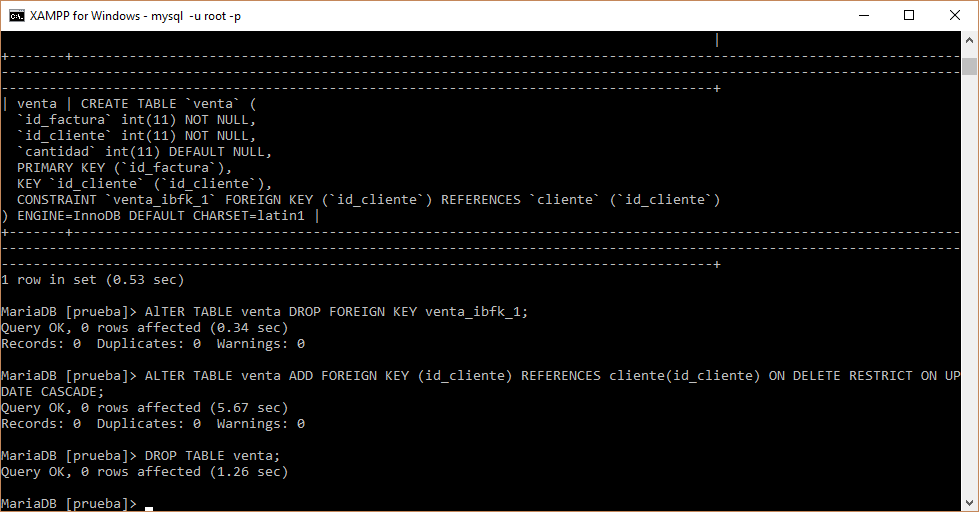 XAMPP for Windows - mysql -u root -p
|
+-------+--------------------------------------------------------------------------------------------------------------
------------------------------------------------------------------------------------------------------------------------
-----------------------------------------------------------------------------------------+
| venta | CREATE TABLE `venta` (
  `id_factura` int(11) NOT NULL,
  `id_cliente` int(11) NOT NULL,
  `cantidad` int(11) DEFAULT NULL,
  PRIMARY KEY (`id_factura`),
  KEY `id_cliente` (`id_cliente`),
  CONSTRAINT `venta_ibfk_1` FOREIGN KEY (`id_cliente`) REFERENCES `cliente` (`id_cliente`)
) ENGINE=InnoDB DEFAULT CHARSET=latin1 |
+-------+--------------------------------------------------------------------------------------------------------------
------------------------------------------------------------------------------------------------------------------------
-----------------------------------------------------------------------------------------+
1 row in set (0.53 sec)
MariaDB [prueba]> AlTER TABLE venta DROP FOREIGN KEY venta_ibfk_1;
Query OK, 0 rows affected (0.34 sec)
Records: 0  Duplicates: 0  Warnings: 0
MariaDB [prueba]> ALTER TABLE venta ADD FOREIGN KEY (id_cliente) REFERENCES cliente(id_cliente) ON DELETE RESTRICT ON UP
DATE CASCADE;
Query OK, 0 rows affected (5.67 sec)
Records: 0  Duplicates: 0  Warnings: 0
MariaDB [prueba]> DROP TABLE venta;
Query OK, 0 rows affected (1.26 sec)
MariaDB [prueba]> _